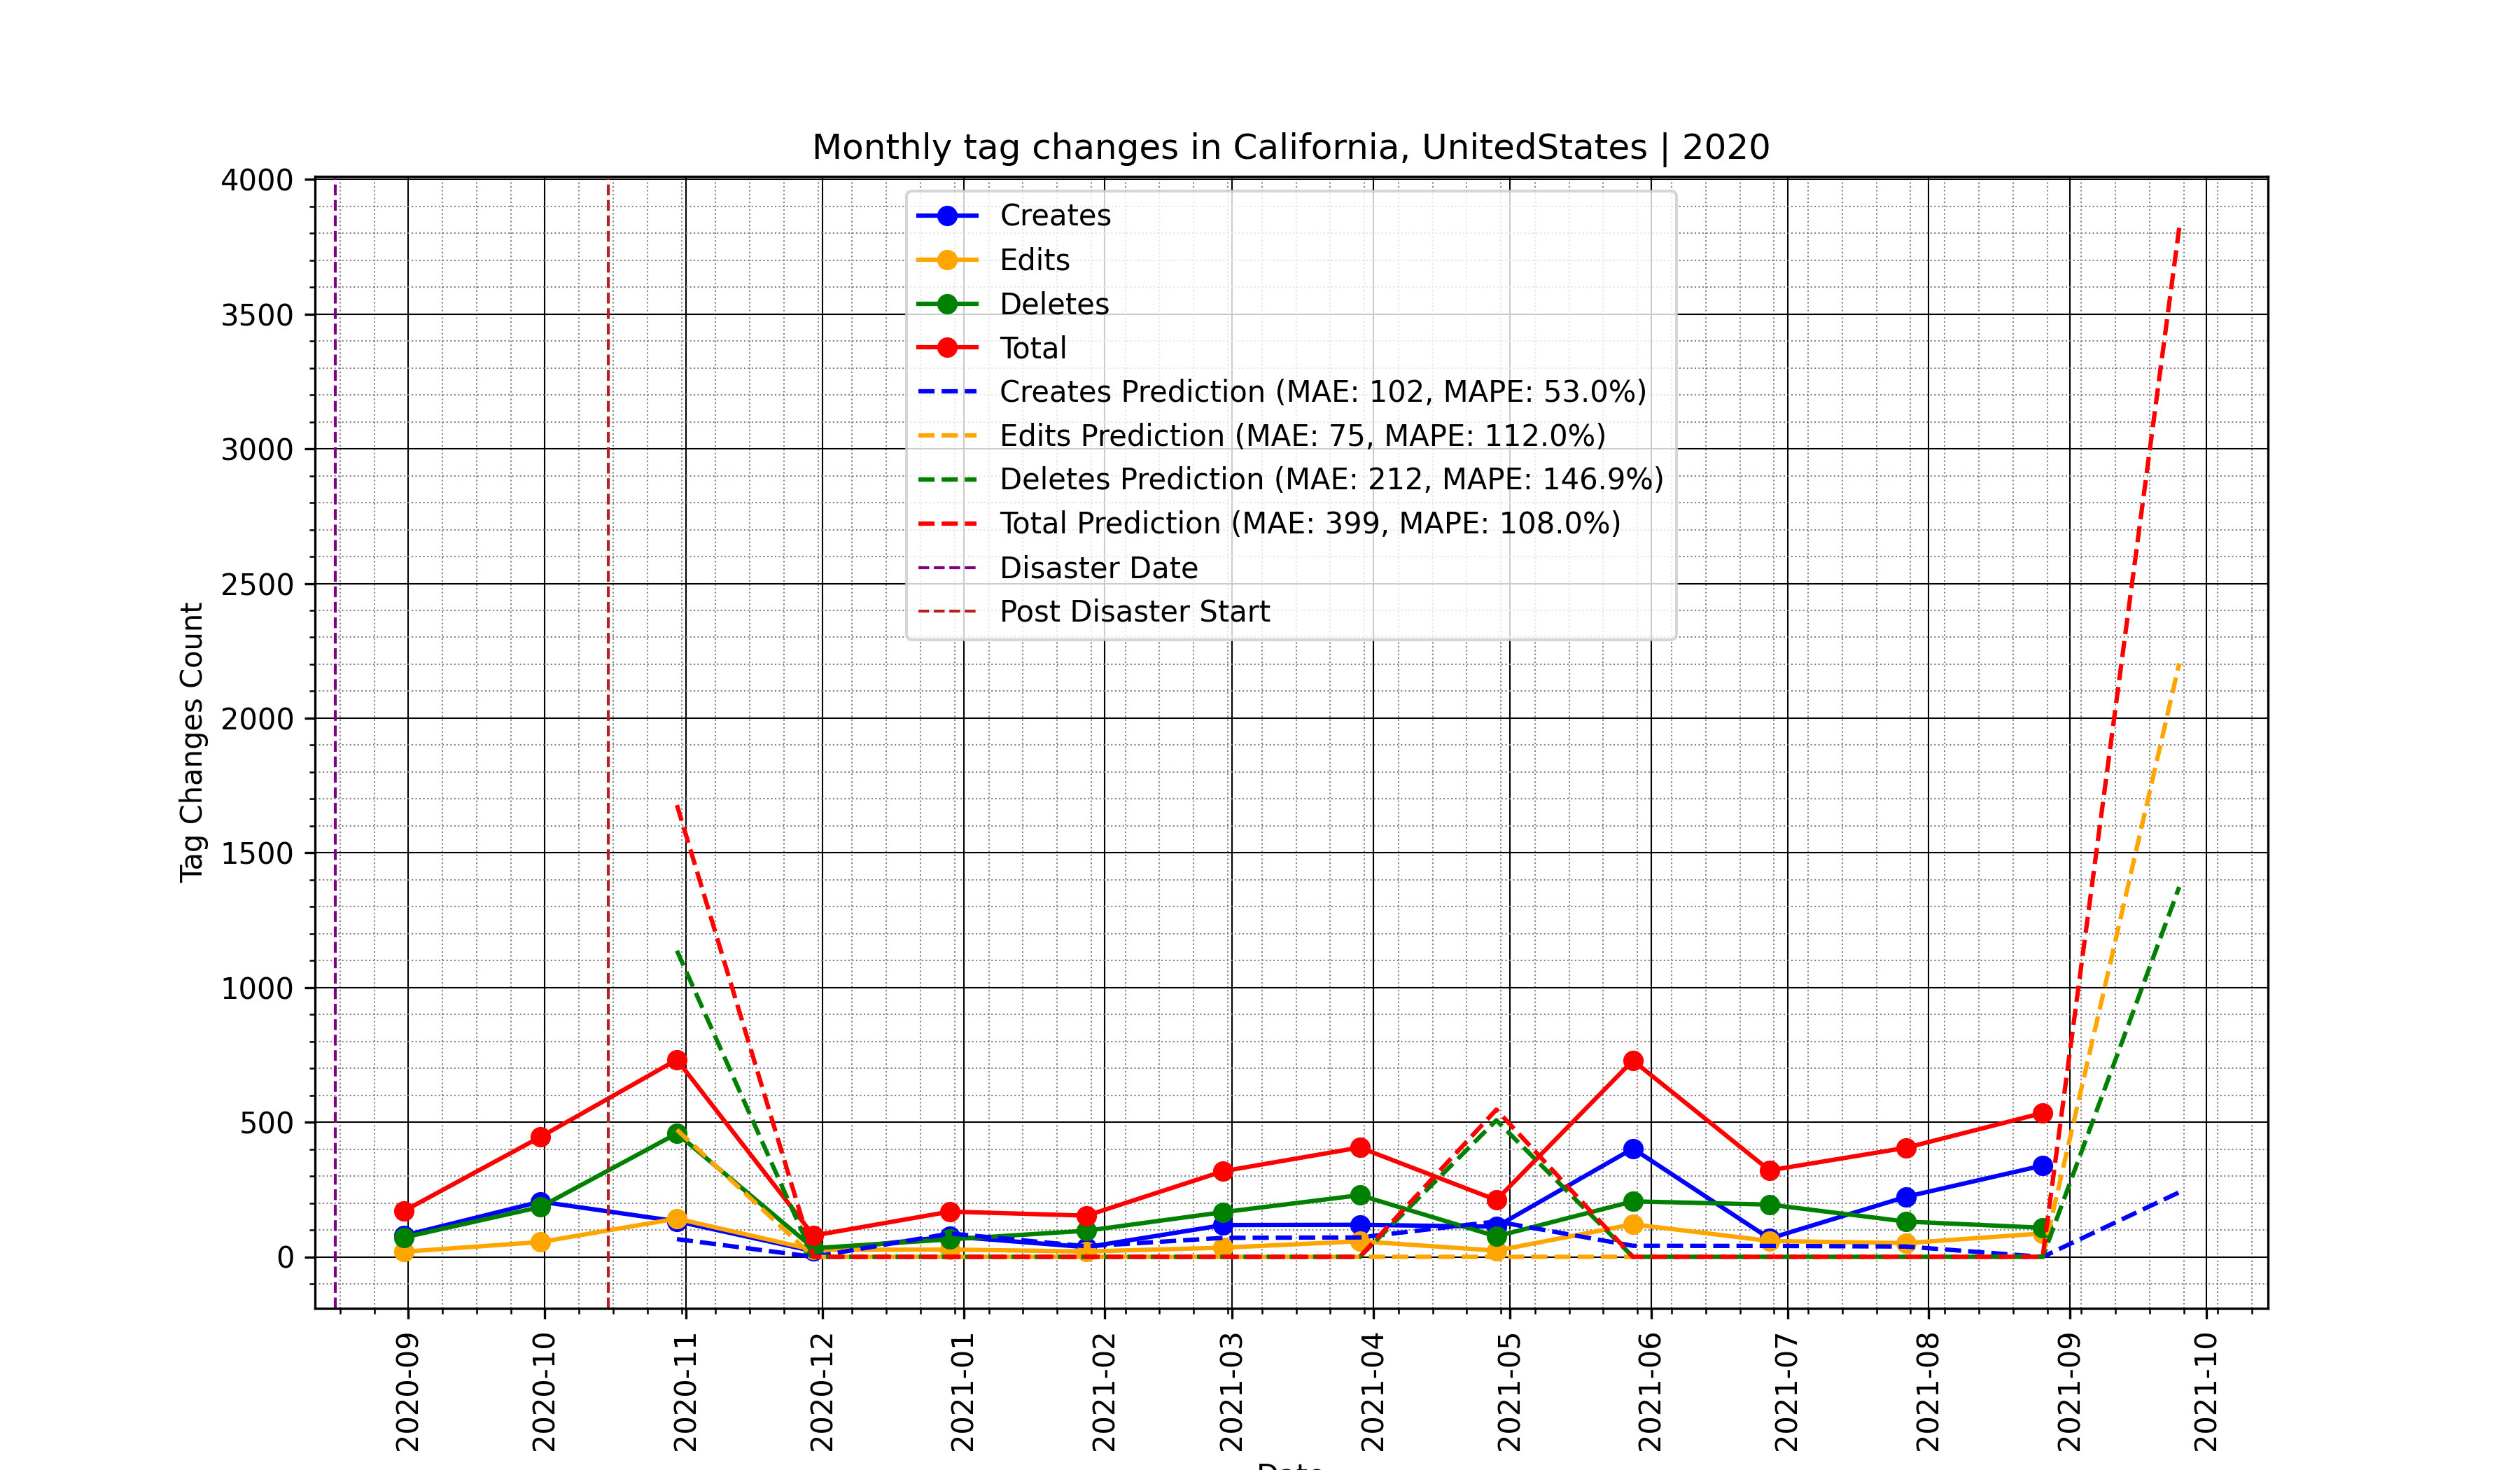 Monthly tag changes in California, UnitedStates | 2020
4000
3500
3000
2500
2000
1500
1000
500
0
Tag Changes Count
Creates
Edits
Deletes
Total
Creates Prediction (MAE: 102, MAPE: 53.0%)
Edits Prediction (MAE: 75, MAPE: 112.0%)
Deletes Prediction (MAE: 212, MAPE: 146.9%)
Total Prediction (MAE: 399, MAPE: 108.0%)
Disaster Date
Post Disaster Start
2020-09
2020-10
2020-11
2020-12
2021-01
2021-02
2021-03
2021-04
2021-05
2021-06
2021-07
2021-08
2021-09
2021-10
Date